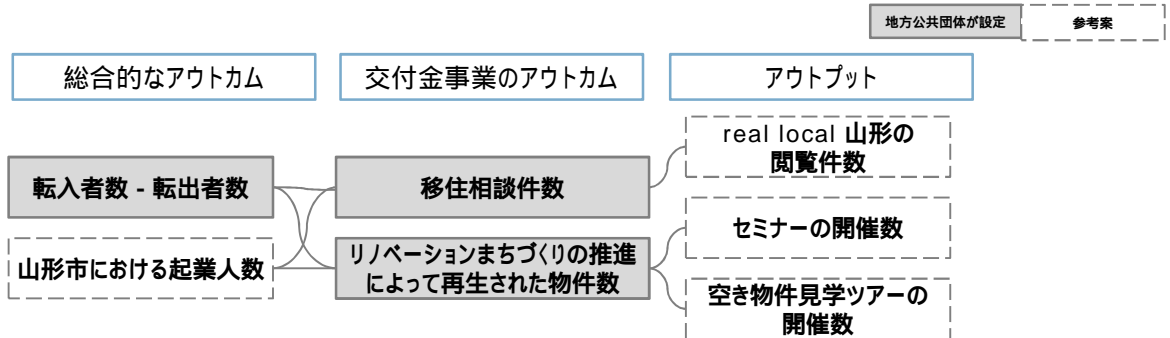 地方公共団体が設定
参考案
総合的なアウトカム
交付金事業のアウトカム
アウトプット
転入者数 - 転出者数
山形市における起業人数
移住相談件数
リノベーションまちづくりの推進
によって再生された物件数
real local 山形の
閲覧件数
セミナーの開催数
空き物件見学ツアーの
開催数